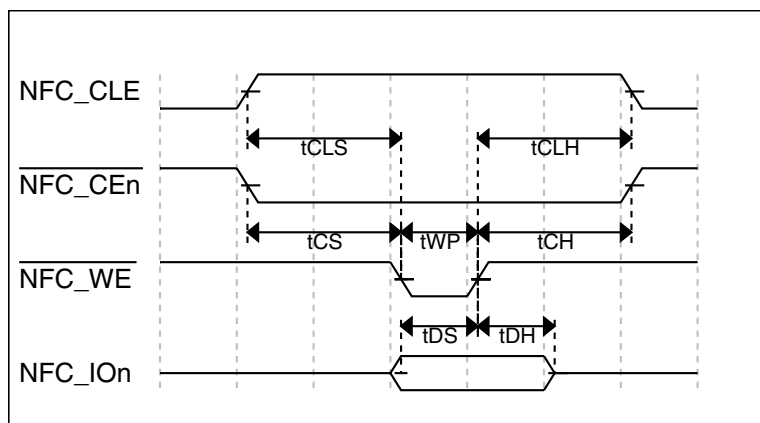 NFC_CLE
tCLS tCLH
NFC_CEn
tCS tWP tCH
NFC_WE
tDS tDH
NFC_IOn